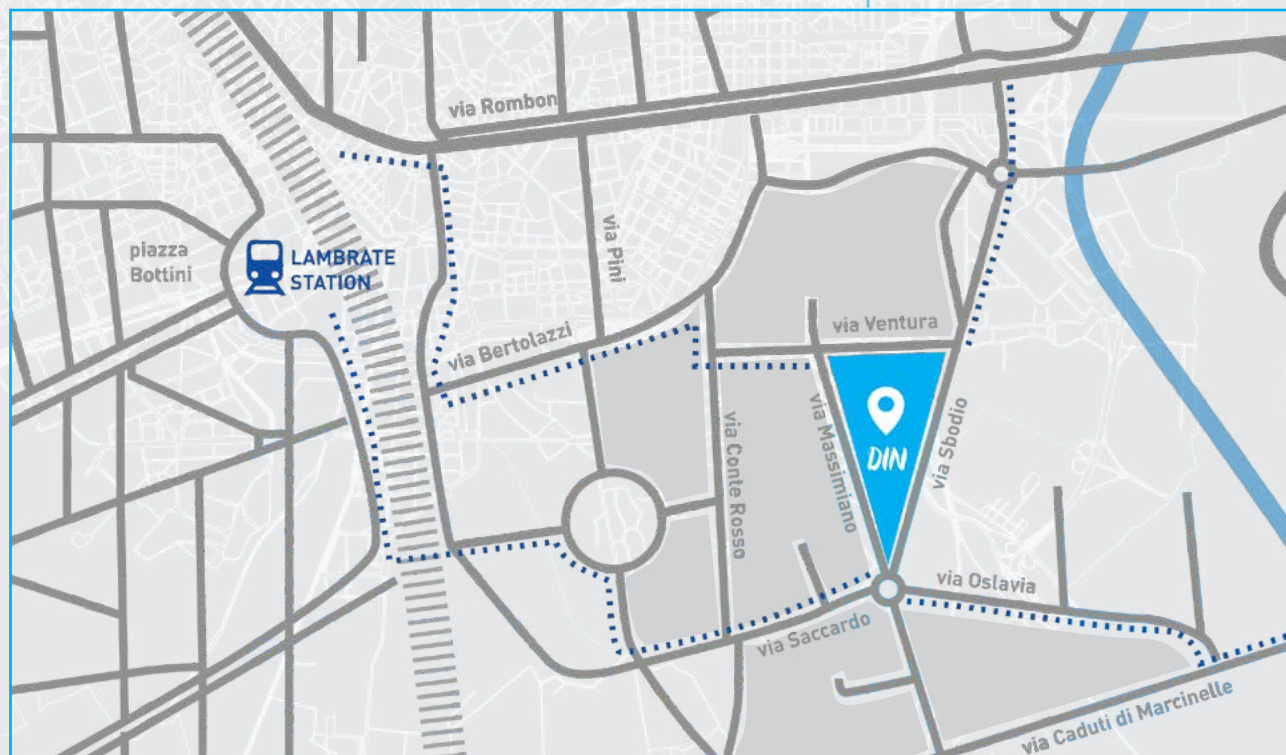 via Rombon
piazza
Bottini
LAMBRATE
STATION
via Pini
via Bertolazzi
via Ventura
via Conte Rosso
via Massimiano
DIN
via Sbodio
via Oslavia
via Saccardo
via Caduti di Marcinelle